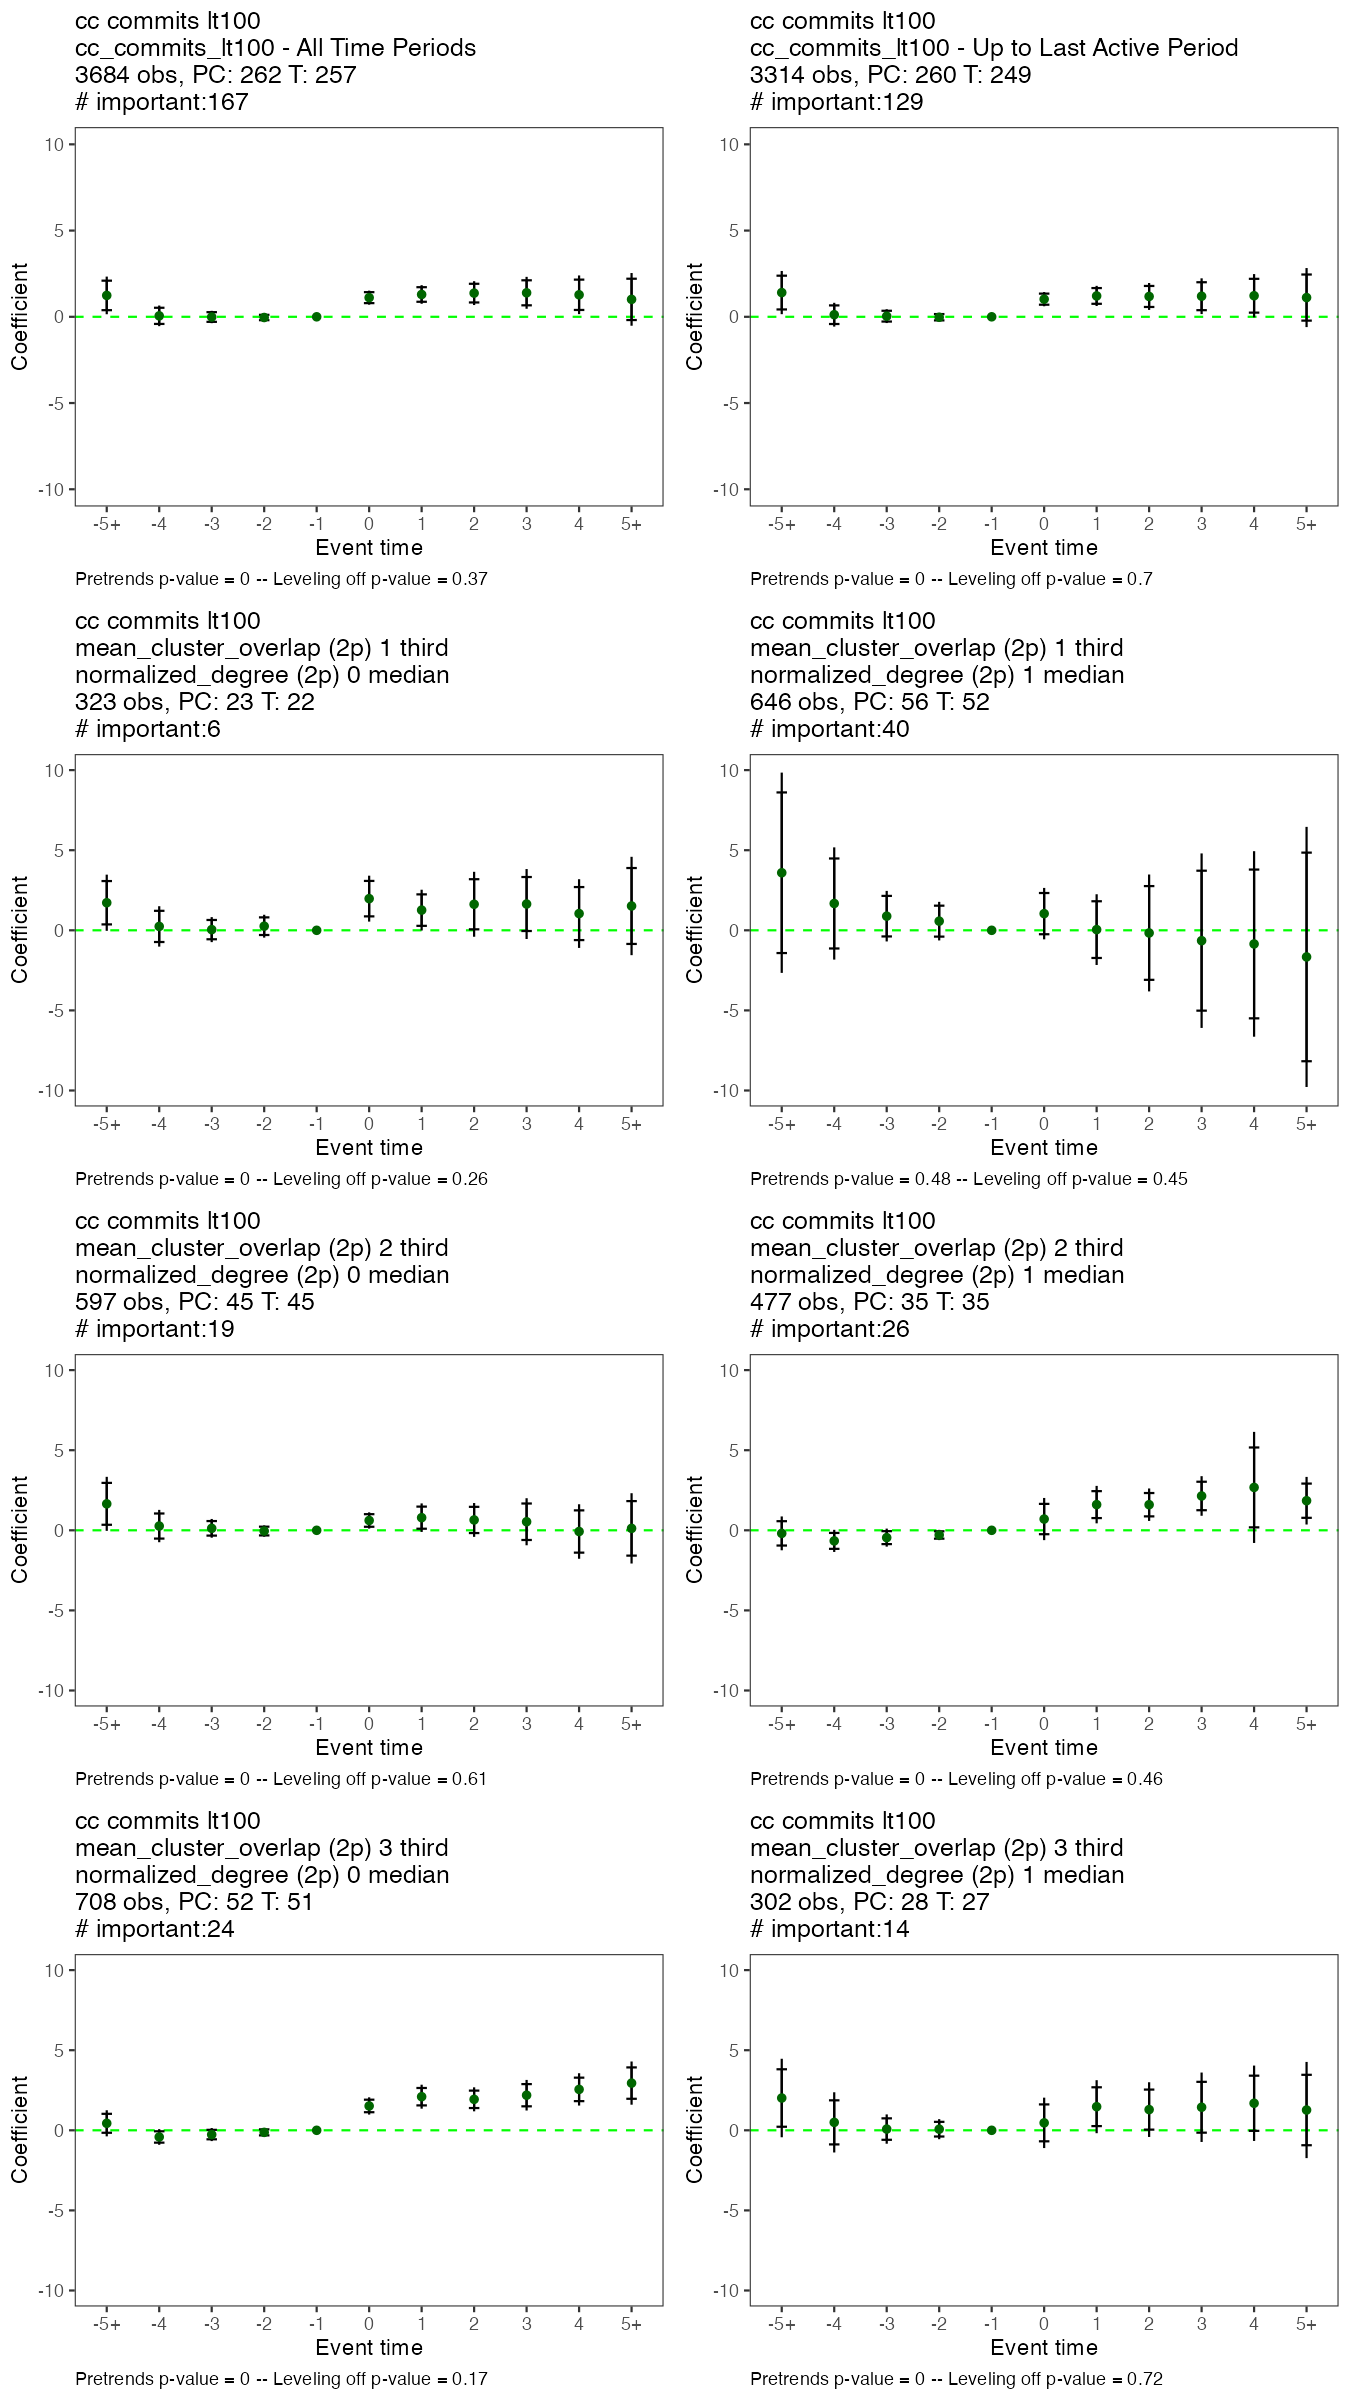 cc commits lt100
cc_commits_lt100 - All Time Periods
3684 obs, PC: 262 T: 257
# important:167
10
5
0
-5
-10
Coefficient
-5+ -4 -3 -2 -1 0 1 2 3 4 5+
Event time
Pretrends p-value = 0 -- Leveling off p-value = 0.37
cc commits lt100
cc_commits_lt100 - Up to Last Active Period
3314 obs, PC: 260 T: 249
# important:129
10
5
0
-5
-10
Coefficient
-5+ -4 -3 -2 -1 0 1 2 3 4 5+
Event time
Pretrends p-value = 0 -- Leveling off p-value = 0.7
cc commits lt100
mean_cluster_overlap (2p) 1 third
normalized_degree (2p) 0 median
323 obs, PC: 23 T: 22
# important:6
10
5
0
-5
-10
Coefficient
-5+ -4 -3 -2 -1 0 1 2 3 4 5+
Event time
Pretrends p-value = 0 -- Leveling off p-value = 0.26
cc commits lt100
mean_cluster_overlap (2p) 1 third
normalized_degree (2p) 1 median
646 obs, PC: 56 T: 52
# important:40
10
5
0
-5
-10
Coefficient
-5+ -4 -3 -2 -1 0 1 2 3 4 5+
Event time
Pretrends p-value = 0.48 -- Leveling off p-value = 0.45
cc commits lt100
mean_cluster_overlap (2p) 2 third
normalized_degree (2p) 0 median
597 obs, PC: 45 T: 45
# important:19
10
5
0
-5
-10
Coefficient
-5+ -4 -3 -2 -1 0 1 2 3 4 5+
Event time
Pretrends p-value = 0 -- Leveling off p-value = 0.61
cc commits lt100
mean_cluster_overlap (2p) 2 third
normalized_degree (2p) 1 median
477 obs, PC: 35 T: 35
# important:26
10
5
0
-5
-10
Coefficient
-5+ -4 -3 -2 -1 0 1 2 3 4 5+
Event time
Pretrends p-value = 0 -- Leveling off p-value = 0.46
cc commits lt100
mean_cluster_overlap (2p) 3 third
normalized_degree (2p) 0 median
708 obs, PC: 52 T: 51
# important:24
10
5
0
-5
-10
Coefficient
-5+ -4 -3 -2 -1 0 1 2 3 4 5+
Event time
Pretrends p-value = 0 -- Leveling off p-value = 0.17
cc commits lt100
mean_cluster_overlap (2p) 3 third
normalized_degree (2p) 1 median
302 obs, PC: 28 T: 27
# important:14
10
5
0
-5
-10
Coefficient
-5+ -4 -3 -2 -1 0 1 2 3 4 5+
Event time
Pretrends p-value = 0 -- Leveling off p-value = 0.72